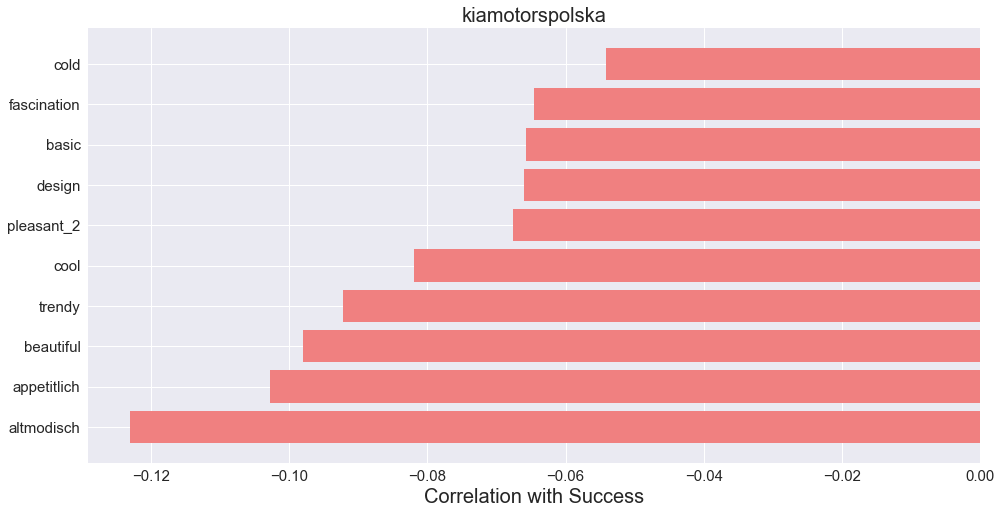 kiamotorspolska
cold
fascination
basic
design
pleasant_2
cool
trendy
beautiful
appetitlich
altmodisch
−0.12 −0.10 −0.08 −0.06 −0.04 −0.02 0.00
Correlation with Success